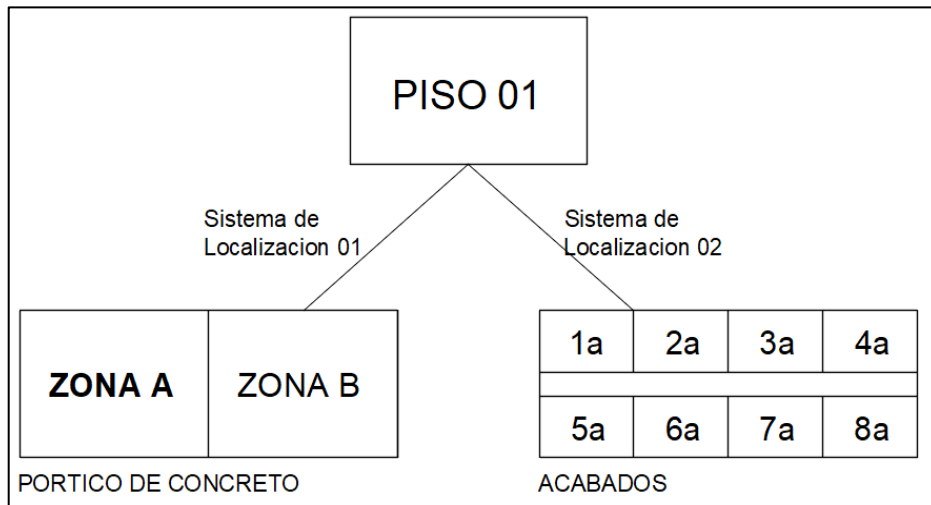 PISO 01
Sistema de
Localizacion 01
Sistema de
Localizacion 02
ZONA A
ZONA B
1a
2a
3a
4a
5a
6a
7a
8a
PORTICO DE CONCRETO
ACABADOS